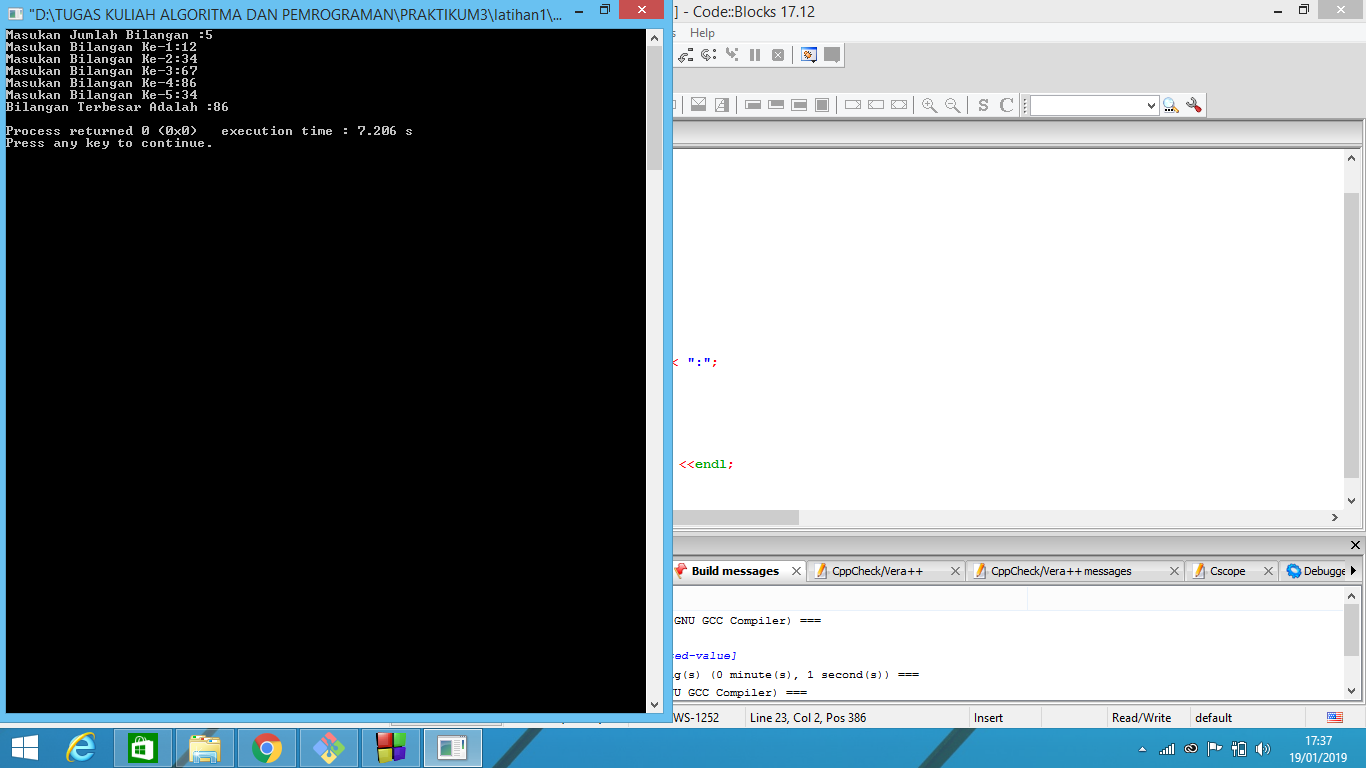 "D:\TUGAS KULIAH ALGORITMA DAN PEMROGRAMAN\PRAKTIKUM3\latihan1\...
Masukan Jumlah Bilangan :5
Masukan Bilangan Ke-1:12
Masukan Bilangan Ke-2:34
Masukan Bilangan Ke-3:67
Masukan Bilangan Ke-4:86
Masukan Bilangan Ke-5:34
Bilangan Terbesar Adalah :86
Process returned 0 (0x0)   execution time : 7.206 s
Press any key to continue.
] - Code::Blocks 17.12
Help
S C
< ":";
<<endl;
Build messages
CppCheck/Vera++
CppCheck/Vera++ messages
Cscope
Debugge
GNU GCC Compiler) ===
ed-value]
g(s) (0 minute(s), 1 second(s)) ===
U GCC Compiler) ===
WS-1252
Line 23, Col 2, Pos 386
Insert
Read/Write
default
17:37
19/01/2019